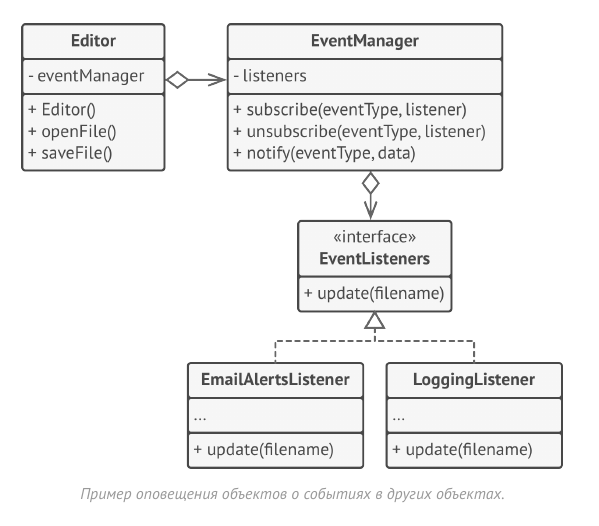 Editor
- eventManager
+ Editor()
+ openFile()
+ saveFile()
EventManager
- listeners
+ subscribe(eventType, listener)
+ unsubscribe(eventType, listener)
+ notify(eventType, data)
«interface»
EventListeners
+ update(filename)
EmailAlertsListener
...
+ update(filename)
LoggingListener
...
+ update(filename)
Пример оповещения объектов о событиях в других объектах.